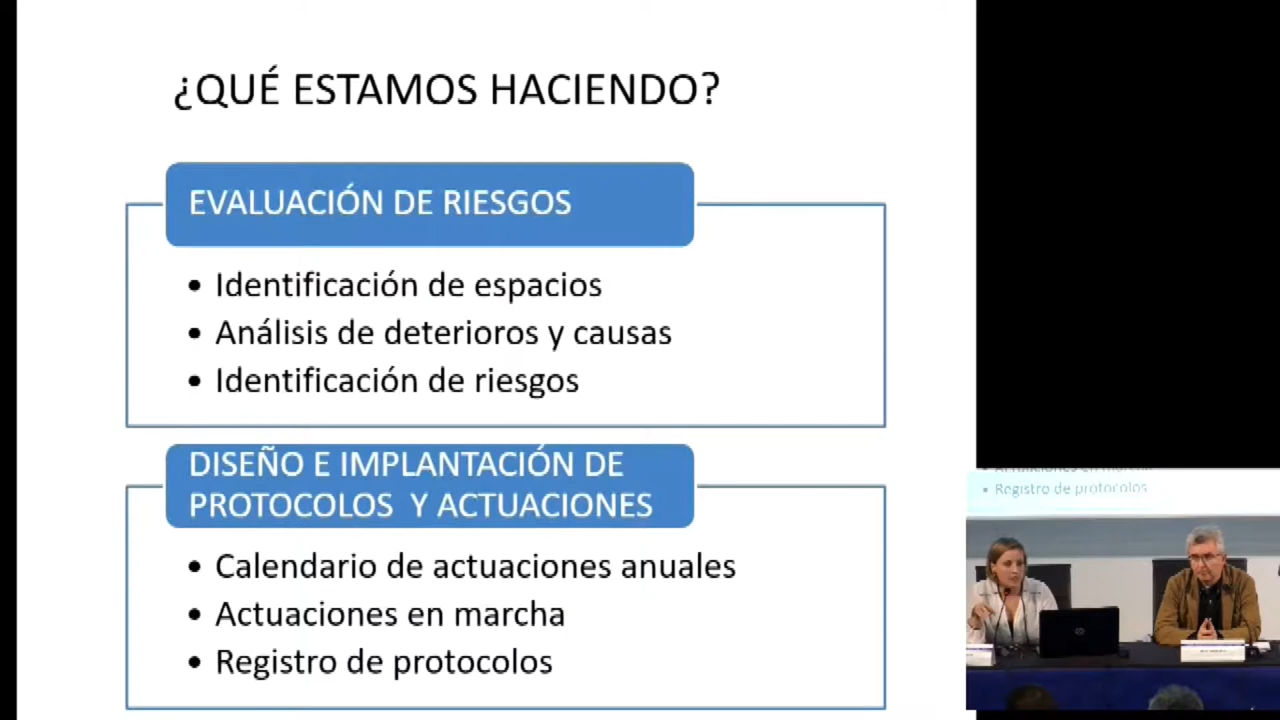 ¿QUÉ ESTAMOS HACIENDO?
EVALUACIÓN DE RIESGOS
• Identificación de espacios
• Análisis de deterioros y causas
• Identificación de riesgos
DISEÑO E IMPLANTACIÓN DE
PROTOCOLOS Y ACTUACIONES
• Calendario de actuaciones anuales
• Actuaciones en marcha
• Registro de protocolos
• Registro de protocolos